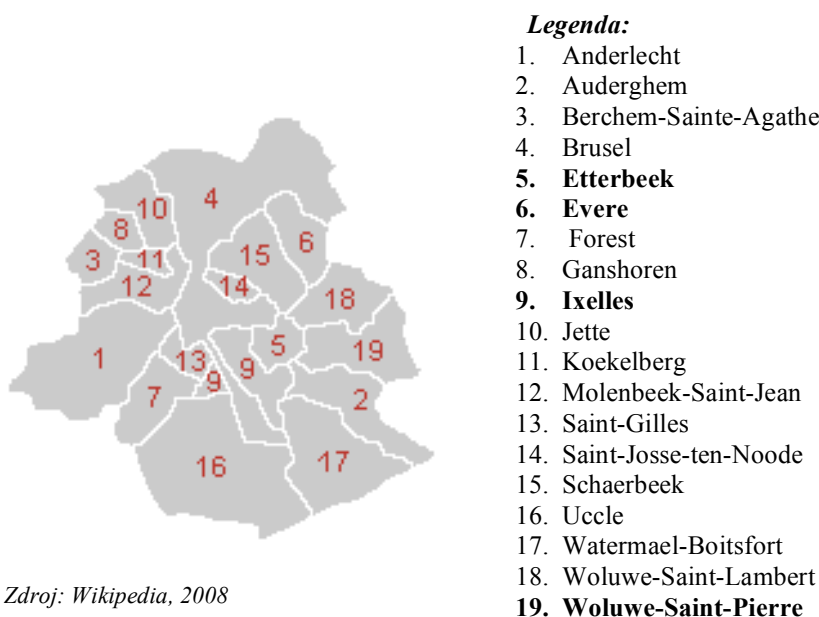 Legenda:
1. Anderlecht
2. Auderghem
3. Berchem-Sainte-Agathe
4. Brusel
5. Etterbeek
6. Evere
7. Forest
8. Ganshoren
9. Ixelles
10. Jette
11. Koekelberg
12. Molenbeek-Saint-Jean
13. Saint-Gilles
14. Saint-Josse-ten-Noode
15. Schaerbeek
16. Uccle
17. Watermael-Boitsfort
18. Woluwe-Saint-Lambert
19. Woluwe-Saint-Pierre
10 4
8
15 6
3 11
12 14
18
5 19
1 13 9
9
7 2
16 17
Zdroj: Wikipedia, 2008